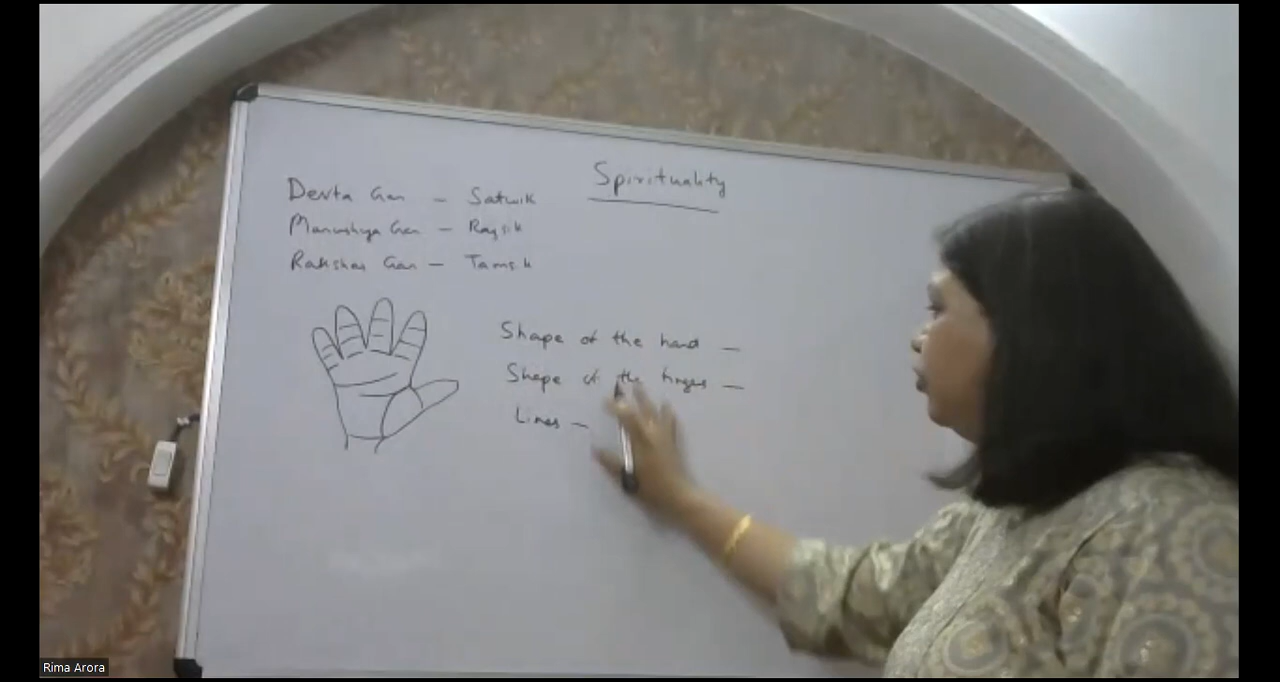 Spirituality
Devta Gan - Satwik
Manushya Gan - Rajsik
Rakshas Gan - Tamsik
Shape of the hand -
Shape of the fingers -
Lines -
Rima Arora